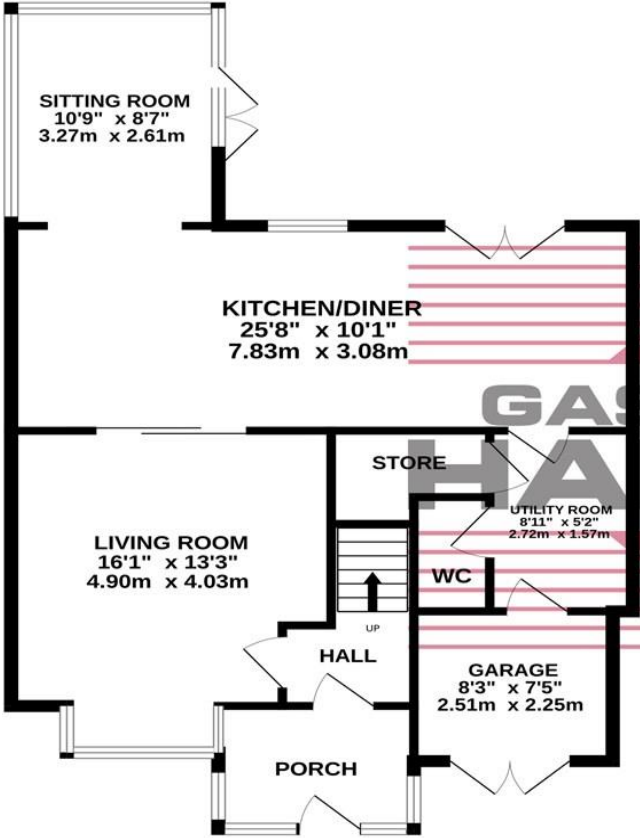 SITTING ROOM
10'9" x 8'7"
3.27m x 2.61m
KITCHEN/DINER
25'8" x 10'1"
7.83m x 3.08m
GAS
HA
STORE
UTILITY ROOM
8'11" x 5'2"
2.72m x 1.57m
LIVING ROOM
16'1" x 13'3"
4.90m x 4.03m
WC
UP
HALL
GARAGE
8'3" x 7'5"
2.51m x 2.25m
PORCH